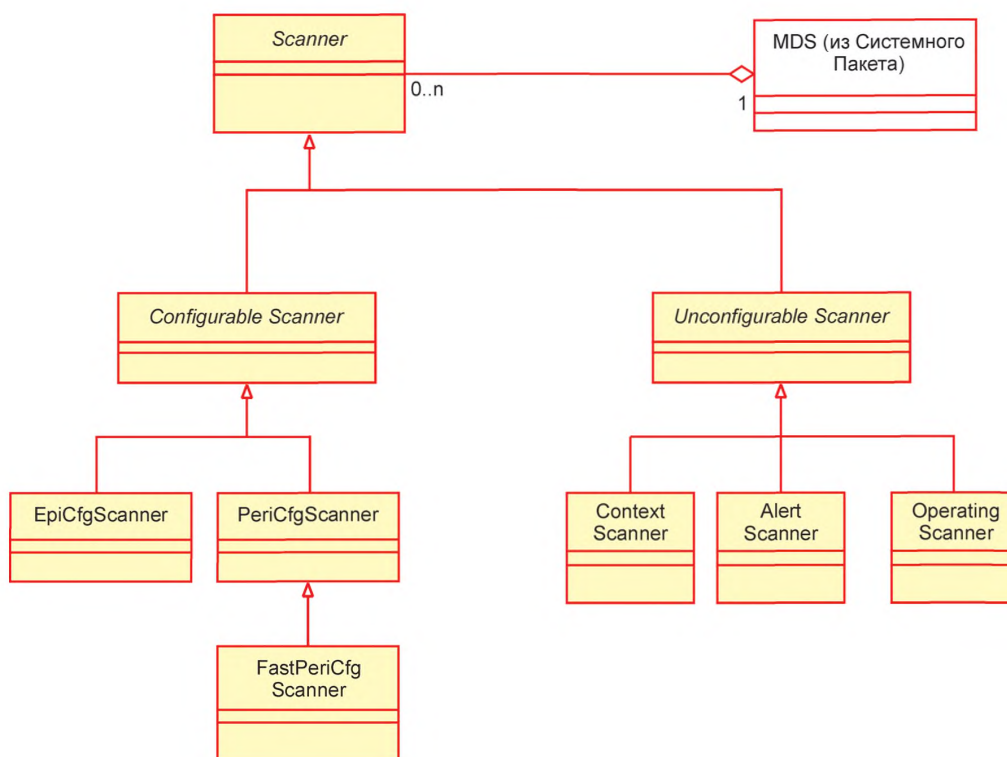 Scanner
MDS (из Системного
Пакета)
0..n
1
Configurable Scanner
Unconfigurable Scanner
EpiCfgScanner
PeriCfgScanner
Context
Scanner
Alert
Scanner
Operating
Scanner
FastPeriCfg
Scanner